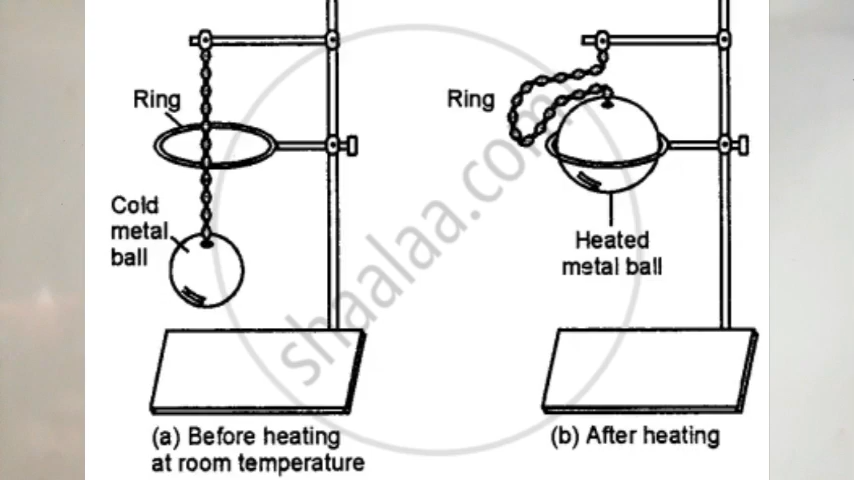 Ring
Cold
metal
ball
(a) Before heating
at room temperature
Ring
Heated
metal ball
(b) After heating
shaalaa.com